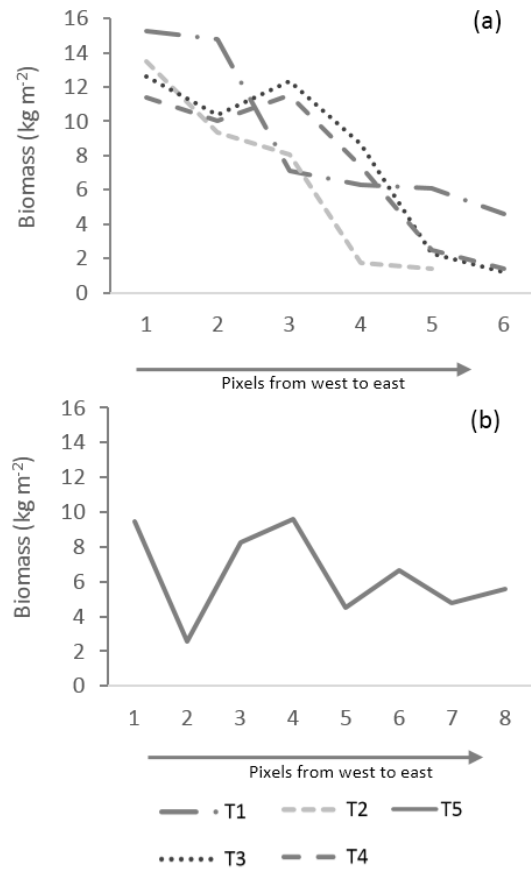 (a)
Biomass (kg m-2)
16
14
12
10
8
6
4
2
0
1 2 3 4 5 6
Pixels from west to east
(b)
Biomass (kg m-2)
16
14
12
10
8
6
4
2
0
1 2 3 4 5 6 7 8
Pixels from west to east
T1 T2 T5
T3 T4